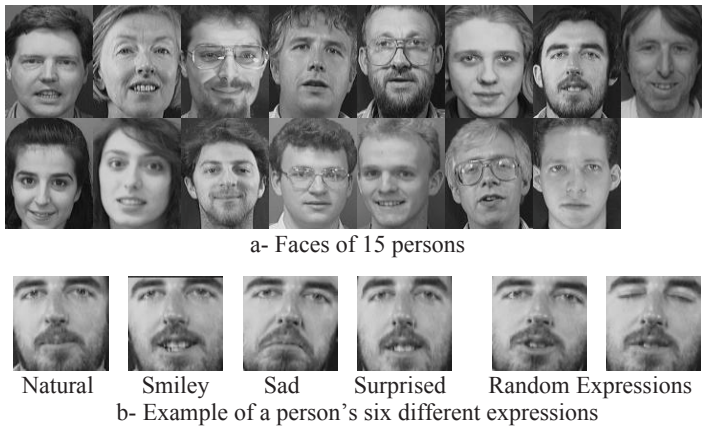 a- Faces of 15 persons
Natural Smiley Sad Surprised Random Expressions
b- Example of a person’s six different expressions